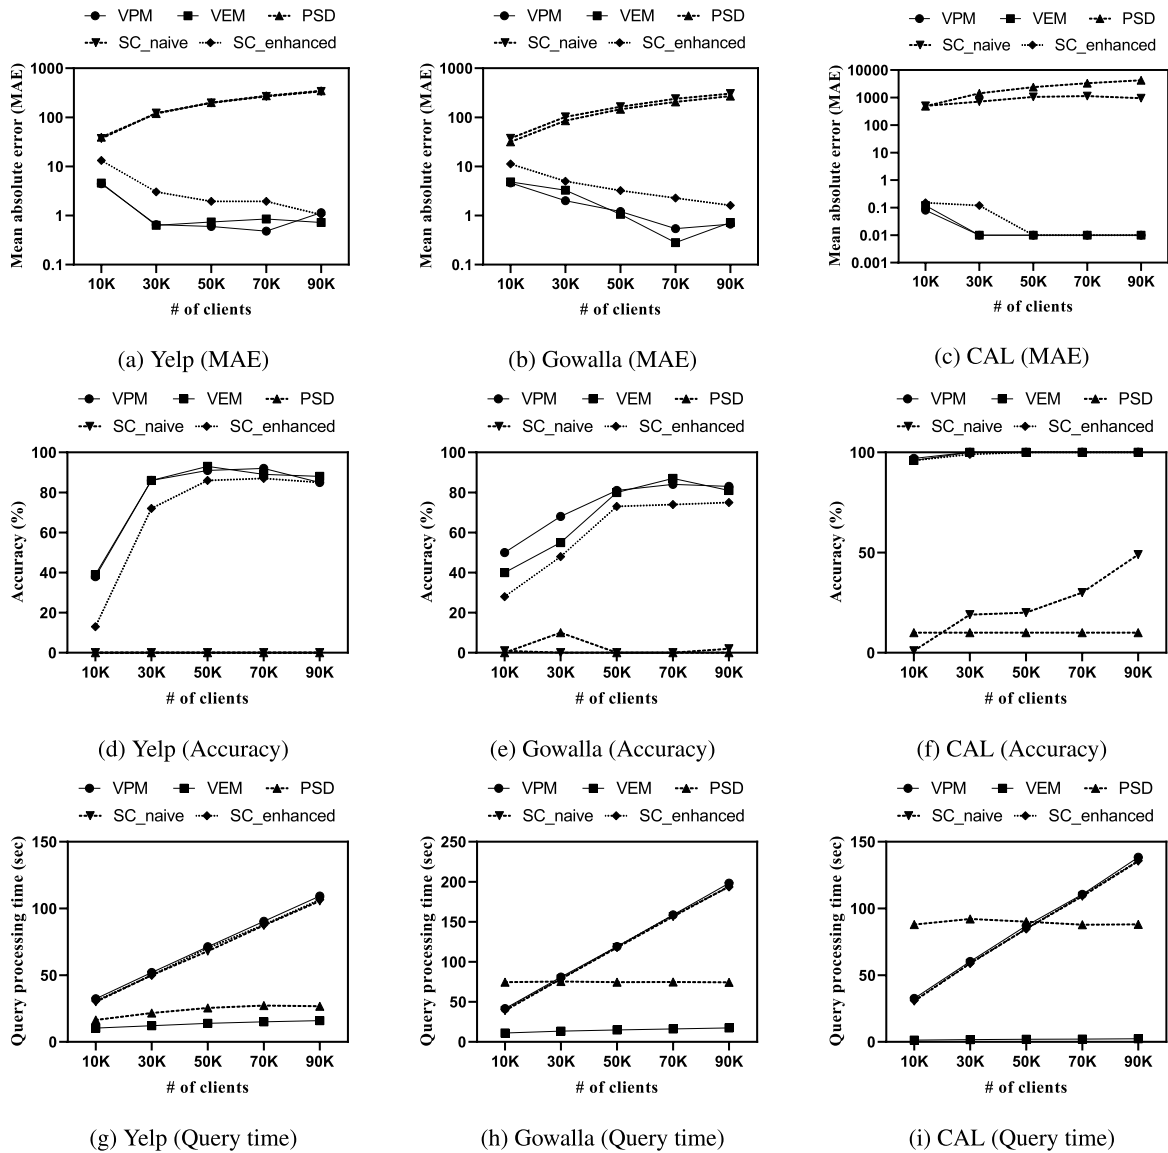 VPM VEM PSD
SC_naive SC_enhanced
Mean absolute error (MAE)
1000
100
10
1
0.1
10K 30K 50K 70K 90K
# of clients
(a) Yelp (MAE)
VPM VEM PSD
SC_naive SC_enhanced
Mean absolute error (MAE)
1000
100
10
1
0.1
10K 30K 50K 70K 90K
# of clients
(b) Gowalla (MAE)
VPM VEM PSD
SC_naive SC_enhanced
Mean absolute error (MAE)
10000
1000
100
10
1
0.1
0.01
0.001
10K 30K 50K 70K 90K
# of clients
(c) CAL (MAE)
VPM VEM PSD
SC_naive SC_enhanced
Accuracy (%)
100
80
60
40
20
0
10K 30K 50K 70K 90K
# of clients
(d) Yelp (Accuracy)
VPM VEM PSD
SC_naive SC_enhanced
Accuracy (%)
100
80
60
40
20
0
10K 30K 50K 70K 90K
# of clients
(e) Gowalla (Accuracy)
VPM VEM PSD
SC_naive SC_enhanced
Accuracy (%)
100
50
0
10K 30K 50K 70K 90K
# of clients
(f) CAL (Accuracy)
VPM VEM PSD
SC_naive SC_enhanced
Query processing time (sec)
150
100
50
0
10K 30K 50K 70K 90K
# of clients
(g) Yelp (Query time)
VPM VEM PSD
SC_naive SC_enhanced
Query processing time (sec)
250
200
150
100
50
0
10K 30K 50K 70K 90K
# of clients
(h) Gowalla (Query time)
VPM VEM PSD
SC_naive SC_enhanced
Query processing time (sec)
150
100
50
0
10K 30K 50K 70K 90K
# of clients
(i) CAL (Query time)